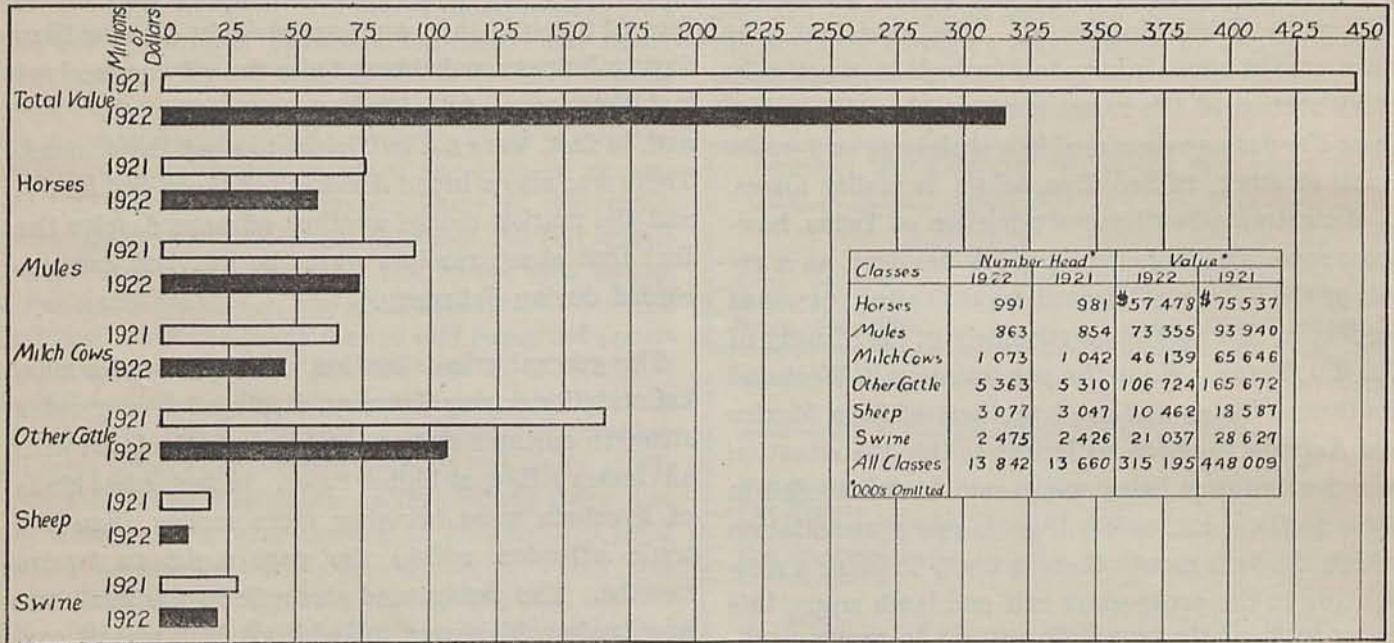 Millions of Dollars
0 25 50 75 100 125 150 175 200 225 250 275 300 325 350 375 400 425 450
Total Value 1921
1922
Horses 1921
1922
Mules 1921
1922
Milch Cows 1921
1922
Other Cattle 1921
1922
Sheep 1921
1922
Swine 1921
1922
Classes Number Head* Value*
1922 1921 1922 1921
Horses 991 981 $57 478 $75 537
Mules 863 854 73 355 93 940
Milch Cows 1 073 1 042 46 139 65 646
Other Cattle 5 363 5 310 106 724 165 672
Sheep 3 077 3 047 10 462 18 587
Swine 2 475 2 426 21 037 28 627
All Classes 13 842 13 660 315 195 448 009
*000s Omitted